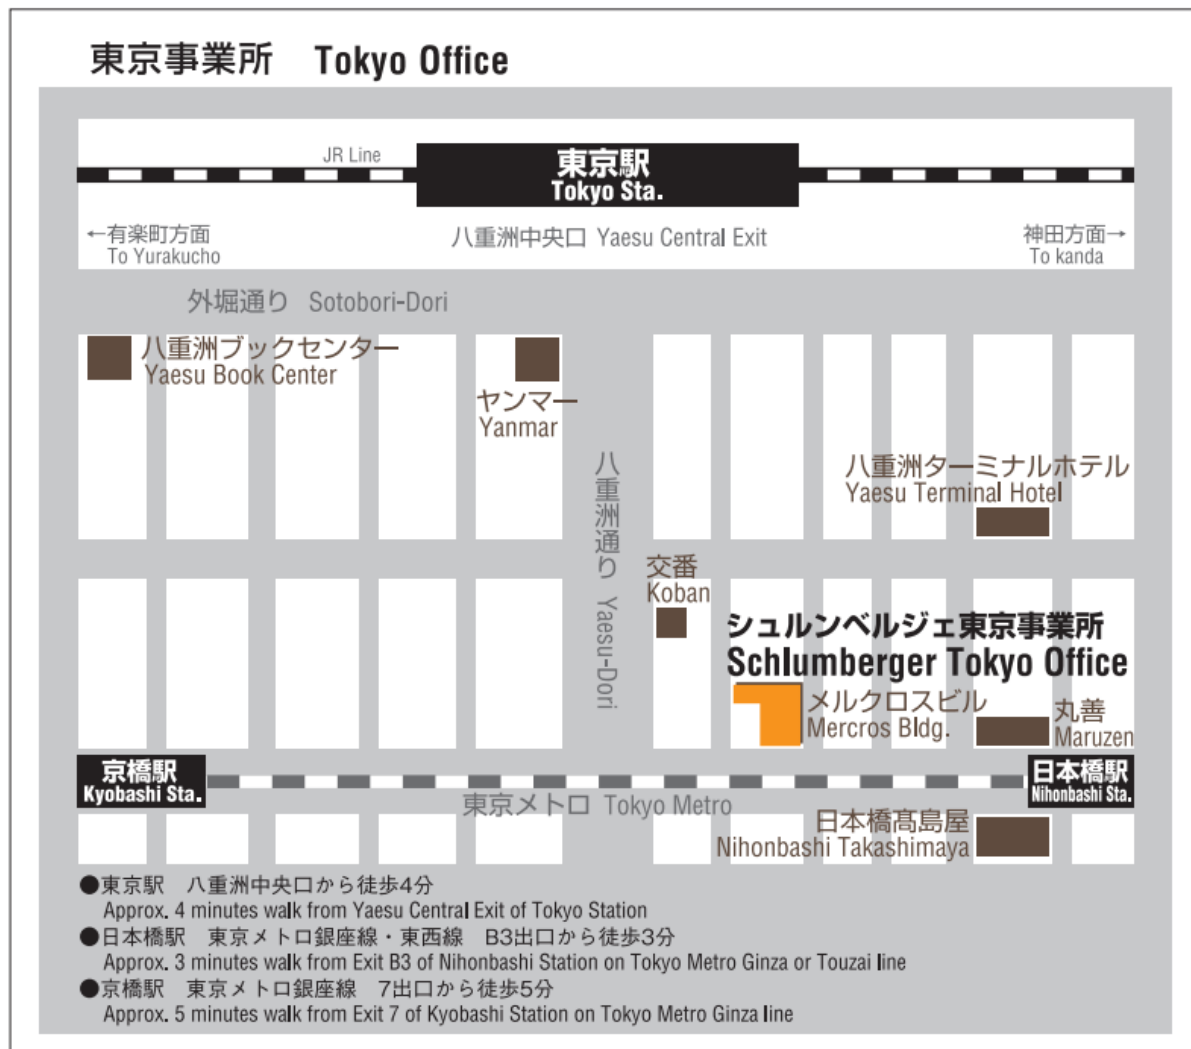 東京事業所 Tokyo Office
JR Line
東京駅
Tokyo Sta.
←有楽町方面
To Yurakucho
八重洲中央口 Yaesu Central Exit
神田方面→
To kanda
外堀通り Sotobori-Dori
八重洲ブックセンター
Yaesu Book Center
ヤンマー
Yanmar
八重洲通り Yaesu-Dori
八重洲ターミナルホテル
Yaesu Terminal Hotel
交番
Koban
シュルンベルジェ東京事業所
Schlumberger Tokyo Office
メルクロスビル
Mercros Bldg.
丸善
Maruzen
京橋駅
Kyobashi Sta.
日本橋駅
Nihonbashi Sta.
東京メトロ Tokyo Metro
日本橋髙島屋
Nihonbashi Takashimaya
●東京駅 八重洲中央口から徒歩4分
Approx. 4 minutes walk from Yaesu Central Exit of Tokyo Station
●日本橋駅 東京メトロ銀座線・東西線 B3出口から徒歩3分
Approx. 3 minutes walk from Exit B3 of Nihonbashi Station on Tokyo Metro Ginza or Touzai line
●京橋駅 東京メトロ銀座線 7出口から徒歩5分
Approx. 5 minutes walk from Exit 7 of Kyobashi Station on Tokyo Metro Ginza line